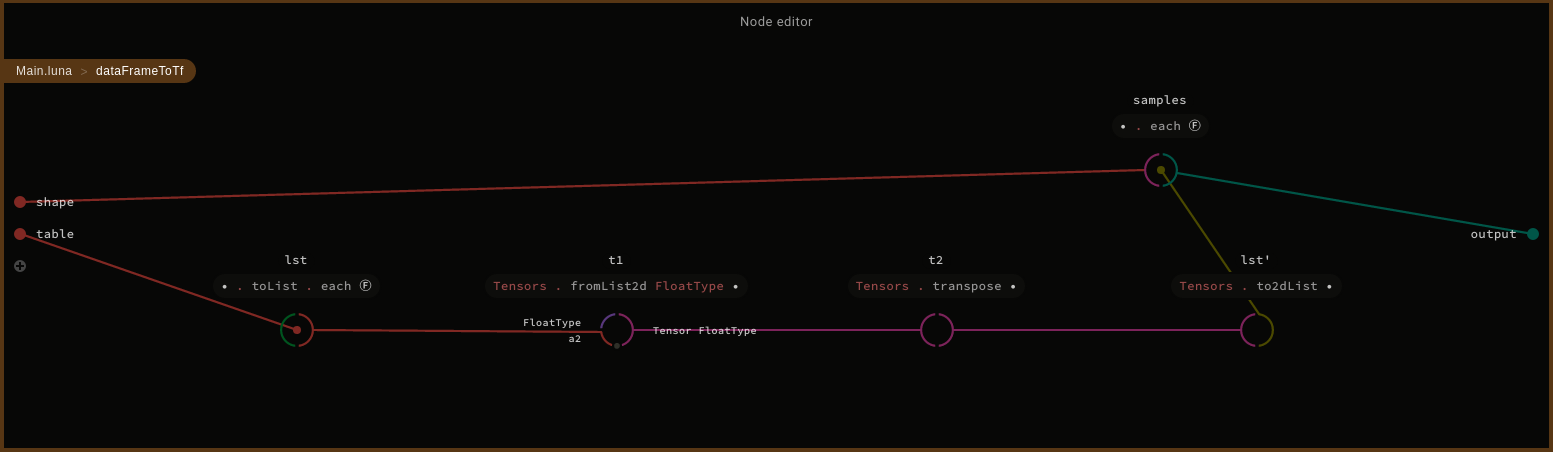 Node editor
Main.luna > dataFrameToTf
samples
• . each Ⓕ
shape
table
output
lst
• . toList . each Ⓕ
t1
Tensors . fromList2d FloatType •
t2
Tensors . transpose •
lst'
Tensors . to2dList •
FloatType
a2
Tensor FloatType